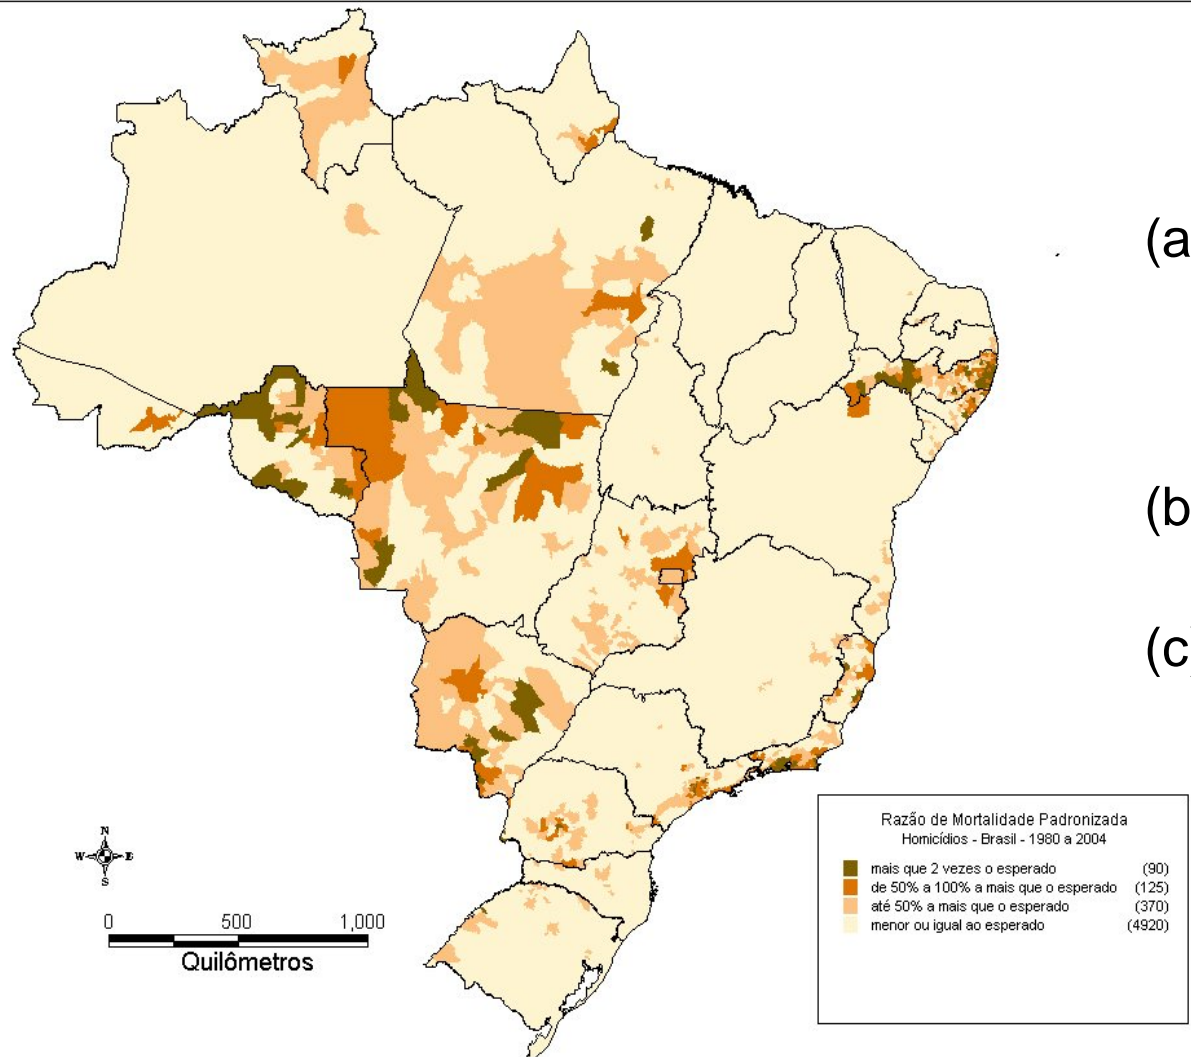 (a
(b
(c)
N
W E
S
0 500 1,000
Quilômetros
Razão de Mortalidade Padronizada
Homicídios - Brasil - 1980 a 2004
mais que 2 vezes o esperado (90)
de 50% a 100% a mais que o esperado (125)
até 50% a mais que o esperado (370)
menor ou igual ao esperado (4920)